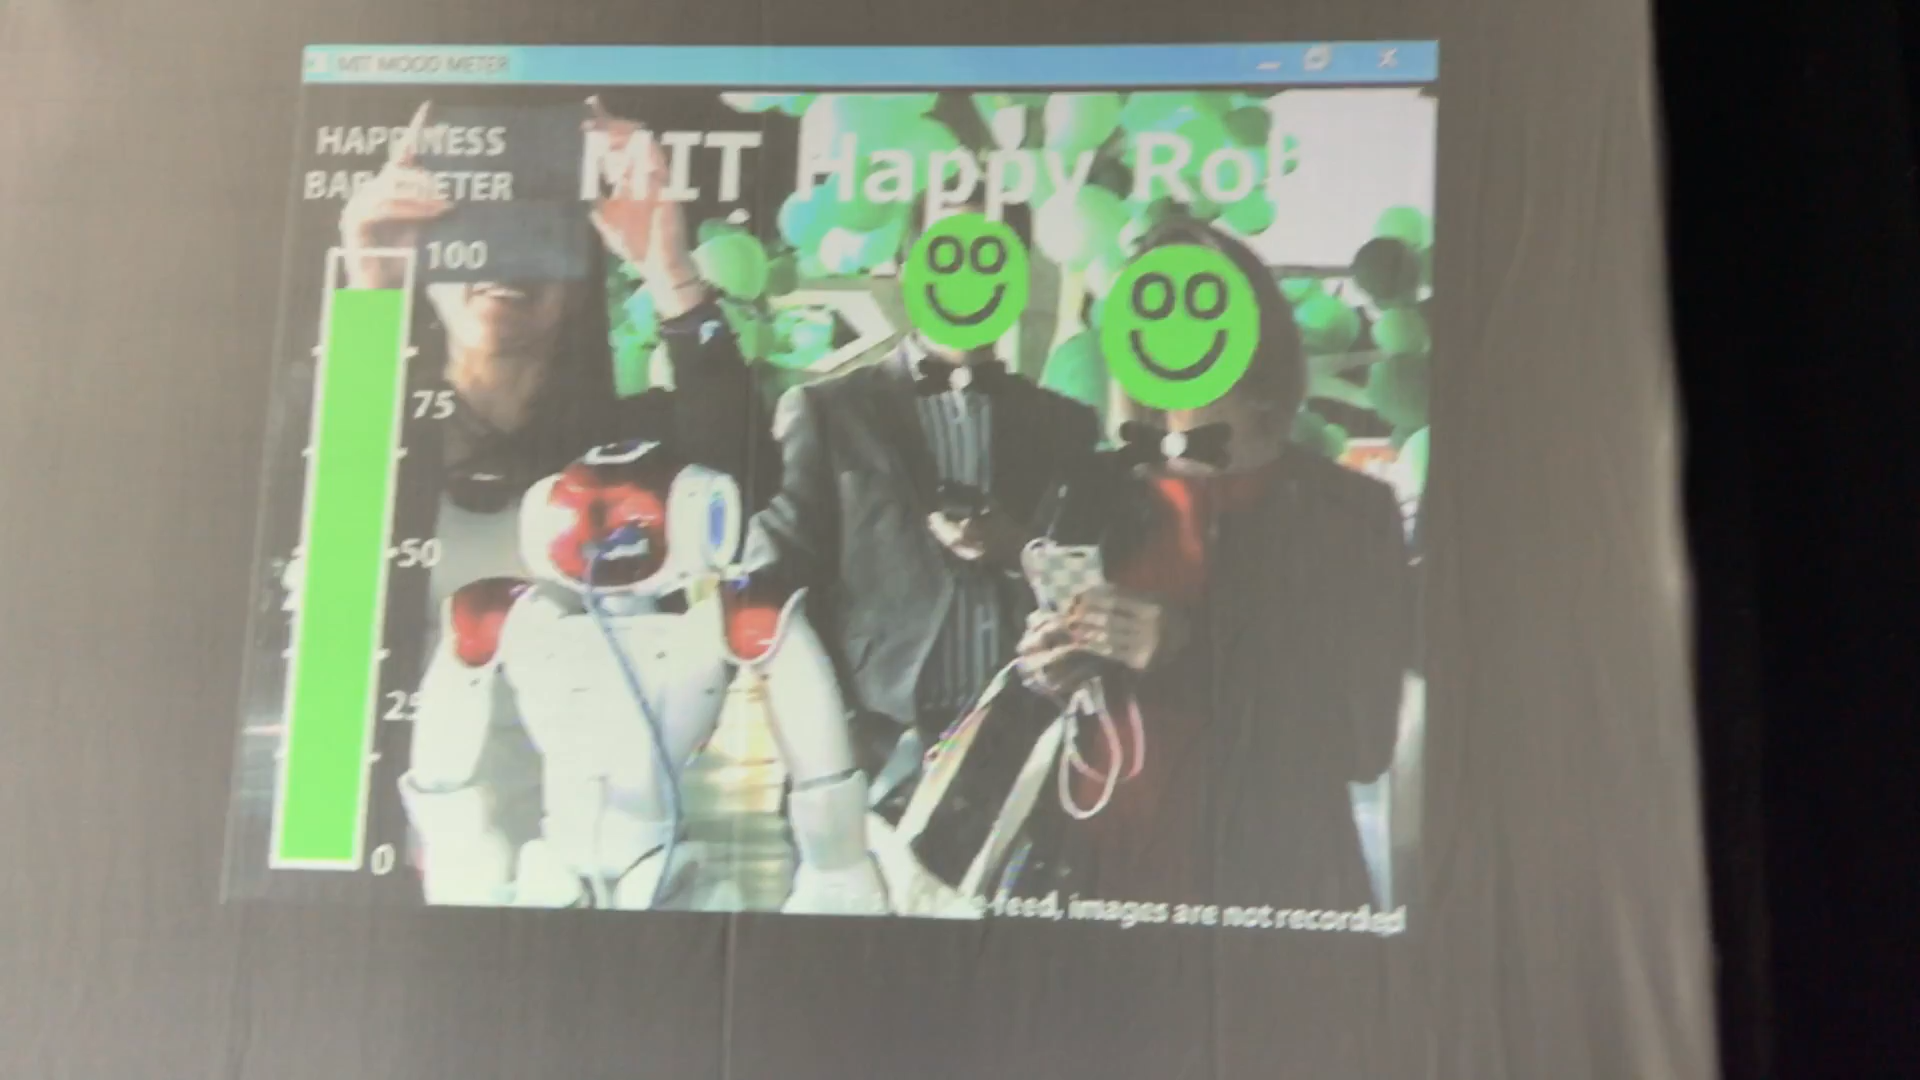 MIT MOOD METER
HAPPINESS
BAROMETER
MIT Happy Ro
100
75
50
25
0
feed, images are not recorded